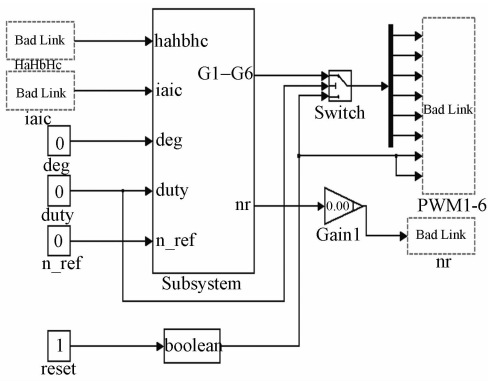 Bad Link
HaHbHc
Bad Link
iaic
0
deg
0
duty
0
n_ref
1
reset
hahbhc
iaic
deg
duty
n_ref
G1−G6
nr
Subsystem
boolean
Switch
0.001
Gain1
Bad Link
PWM1-6
Bad Link
nr